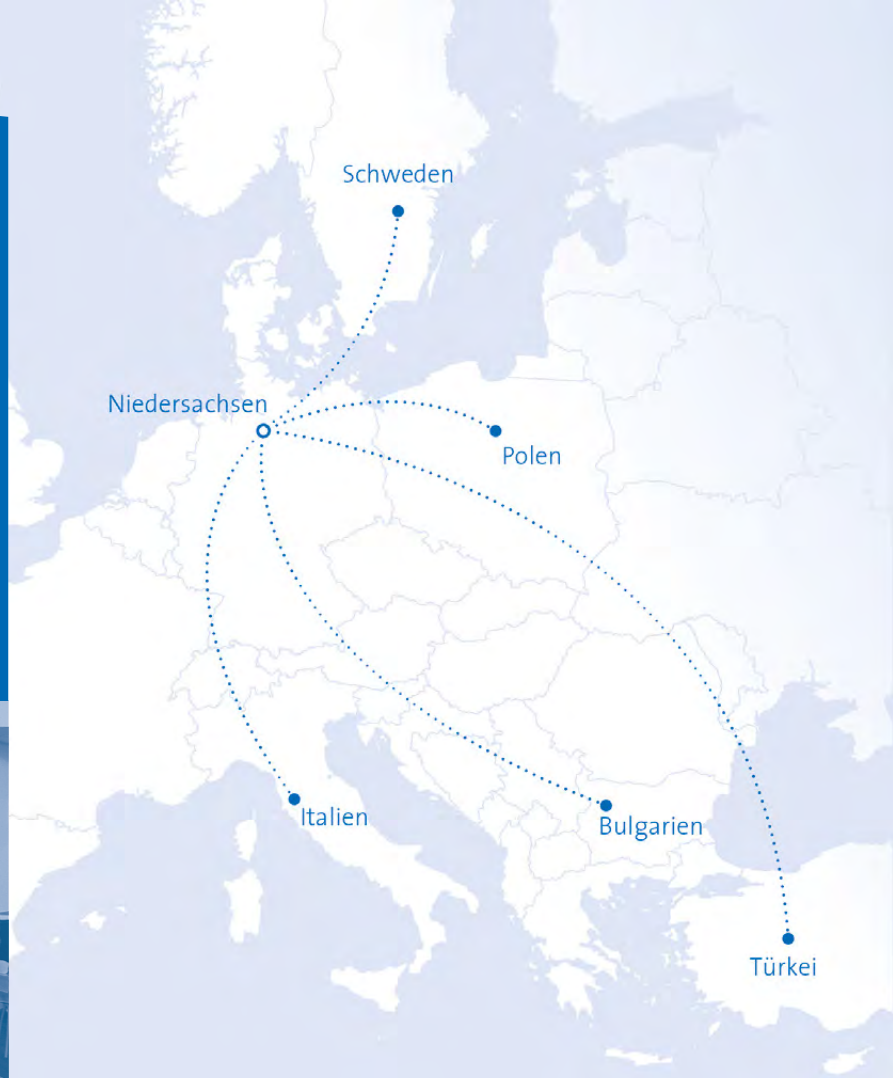 Schweden
Niedersachsen
Polen
Italien
Bulgarien
Türkei